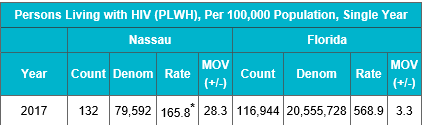 Persons Living with HIV (PLWH), Per 100,000 Population, Single Year
Nassau Florida
Year Count Denom Rate MOV (+/-) Count Denom Rate MOV (+/-)
2017 132 79,592 165.8* 28.3 116,944 20,555,728 568.9 3.3